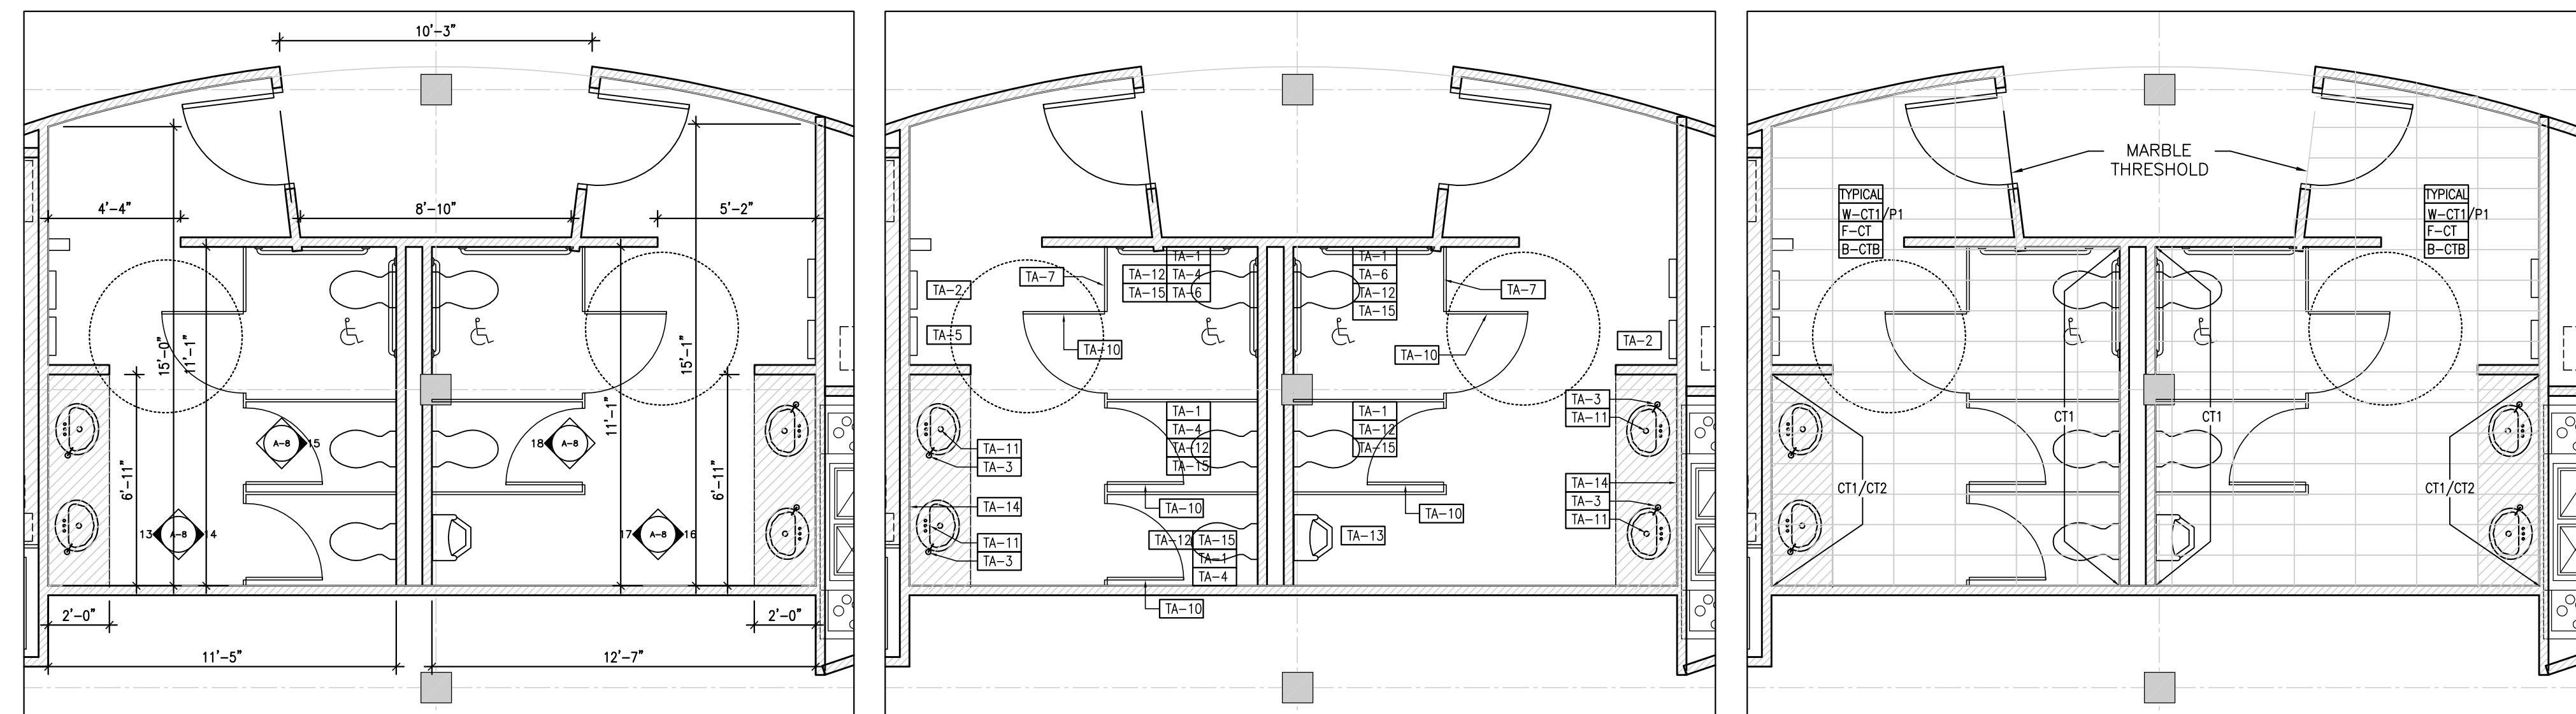 10'-3"
4'-4"
8'-10"
5'-2"
15'-0"
11'-1"
11'-1"
15'-1"
6'-11"
6'-11"
A-8
15
18
A-8
13
A-8
14
17
A-8
16
2'-0"
2'-0"
11'-5"
12'-7"
TA-2
TA-5
TA-7
TA-10
TA-1
TA-12
TA-4
TA-15
TA-6
TA-1
TA-6
TA-12
TA-15
TA-7
TA-10
TA-2
TA-11
TA-3
TA-14
TA-11
TA-3
TA-1
TA-4
TA-12
TA-15
TA-1
TA-12
TA-15
TA-10
TA-10
TA-12
TA-15
TA-1
TA-4
TA-10
TA-13
TA-3
TA-11
TA-14
TA-3
TA-11
MARBLE
THRESHOLD
TYPICAL
W-CT1/P1
F-CT
B-CTB
TYPICAL
W-CT1/P1
F-CT
B-CTB
CT1
CT1
CT1/CT2
CT1/CT2